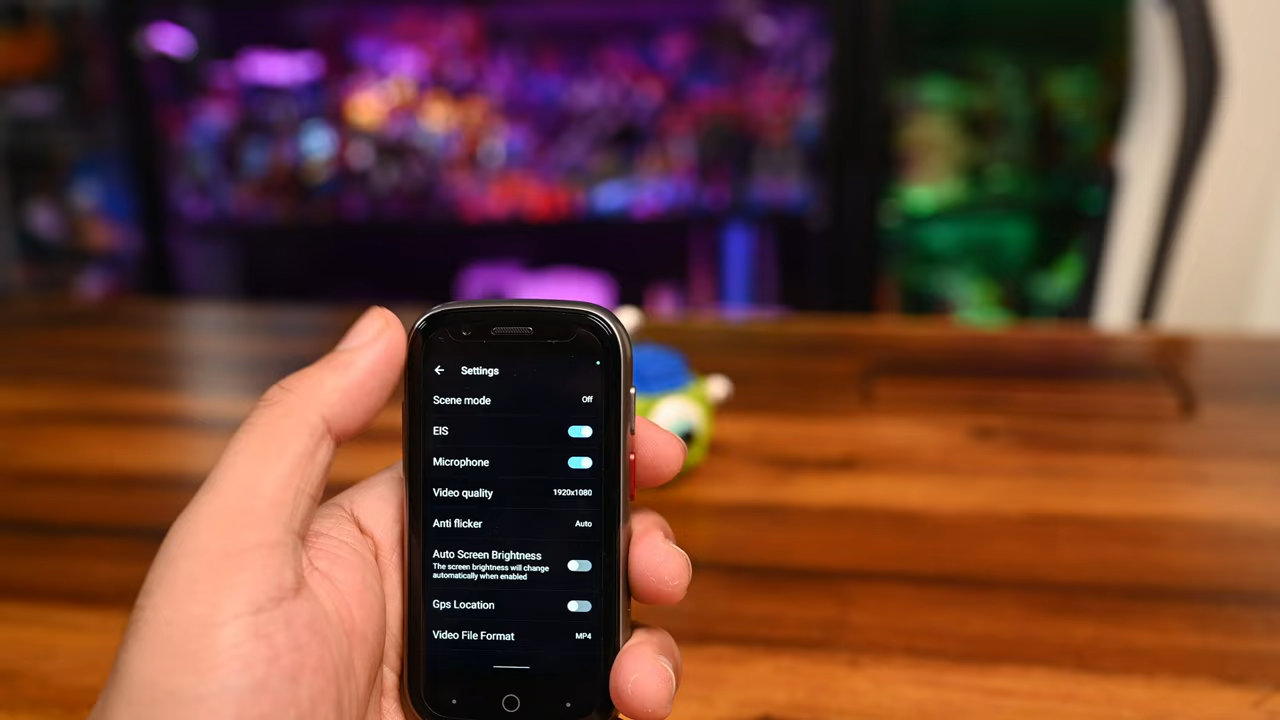 Settings
Scene mode Off
EIS
Microphone
Video quality 1920x1080
Anti flicker Auto
Auto Screen Brightness
The screen brightness will change
automatically when enabled
Gps Location
Video File Format MP4